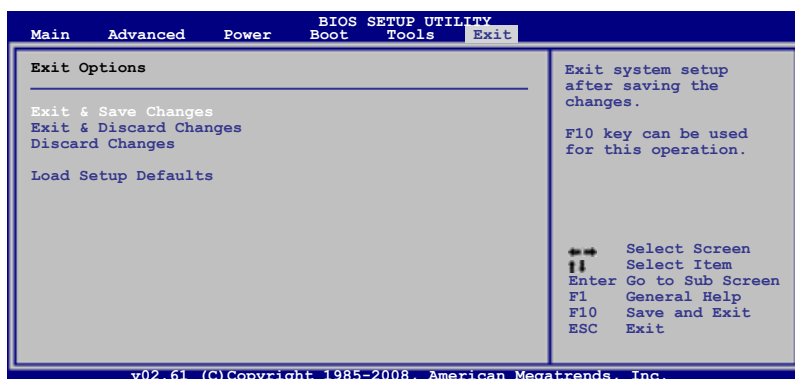 BIOS SETUP UTILITY
Main Advanced Power Boot Tools Exit
Exit Options
Exit & Save Changes
Exit & Discard Changes
Discard Changes
Load Setup Defaults
Exit system setup
after saving the
changes.
F10 key can be used
for this operation.
Select Screen
Select Item
Enter Go to Sub Screen
F1 General Help
F10 Save and Exit
ESC Exit
v02.61 (C)Copyright 1985-2008, American Megatrends, Inc.